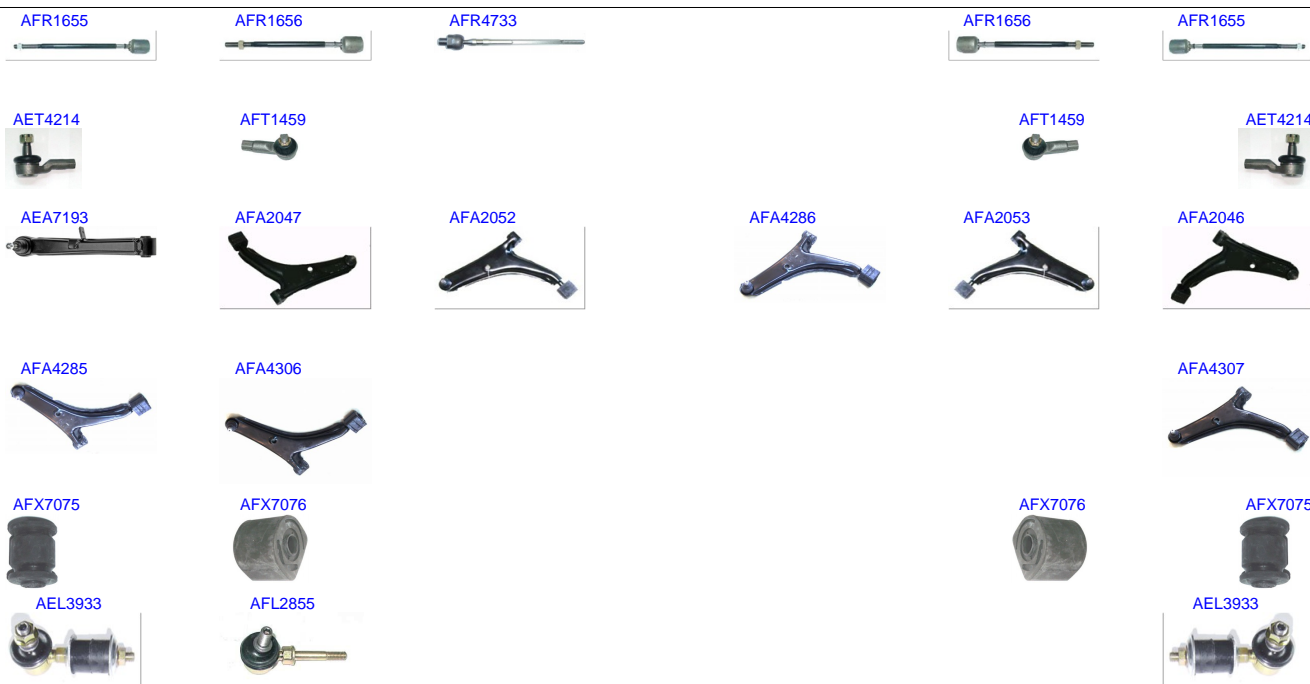 AFR1655 AFR1656 AFR4733 AFR1656 AFR1655
AET4214 AFT1459 AFT1459 AET4214
AEA7193 AFA2047 AFA2052 AFA4286 AFA2053 AFA2046
AFA4285 AFA4306 AFA4307
AFX7075 AFX7076 AFX7076 AFX7075
AEL3933 AFL2855 AEL3933